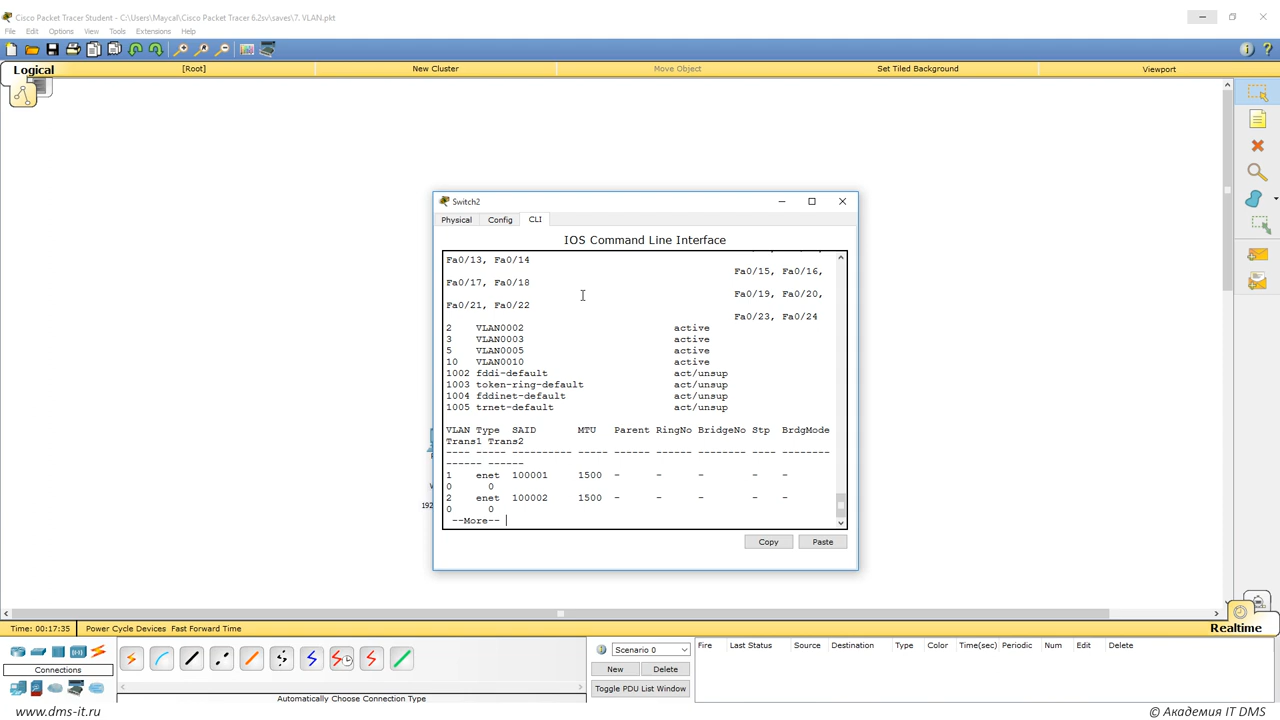 Cisco Packet Tracer Student - C:\Users\Maycal\Cisco Packet Tracer 6.2sv\saves\7. VLAN.pkt
File Edit Options View Tools Extensions Help
Logical [Root] New Cluster Move Object Set Tiled Background Viewport
Switch2
Physical Config CLI
IOS Command Line Interface
Fa0/13, Fa0/14
Fa0/15, Fa0/16,
Fa0/17, Fa0/18
Fa0/19, Fa0/20,
Fa0/21, Fa0/22
Fa0/23, Fa0/24
2 VLAN0002 active
3 VLAN0003 active
5 VLAN0005 active
10 VLAN0010 active
1002 fddi-default act/unsup
1003 token-ring-default act/unsup
1004 fddinet-default act/unsup
1005 trnet-default act/unsup
VLAN Type SAID MTU Parent RingNo BridgeNo Stp BrdgMode
Trans1 Trans2
---- ----- ---------- ----- ------ ------ -------- ---- --------
------ ------
1 enet 100001 1500 - - - - -
0 0
2 enet 100002 1500 - - - - -
0 0
--More--
192
Copy Paste
Realtime
Time: 00:17:35 Power Cycle Devices Fast Forward Time
Scenario 0
Fire Last Status Source Destination Type Color Time(sec) Periodic Num Edit Delete
Connections
New Delete
Toggle PDU List Window
Automatically Choose Connection Type
www.dms-it.ru
© Академия IT DMS